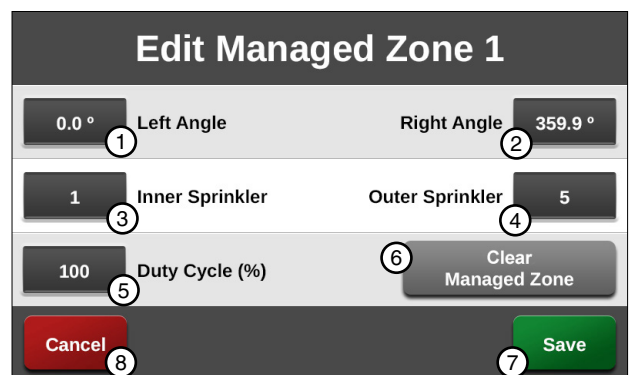 Edit Managed Zone 1
0.0 º Left Angle Right Angle 359.9 º
1 2
1 Inner Sprinkler Outer Sprinkler 5
3 4
100 Duty Cycle (%) 6 Clear
Managed Zone
5
Cancel Save
8 7